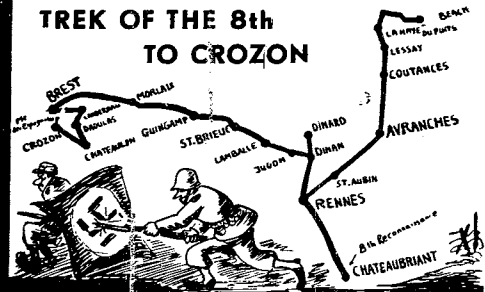 TREK OF THE 8th
TO CROZON
BEACH
LA HAYE
DU PUITS
LESSAY
COUTANCES
AVRANCHES
BREST
MORLAIX
CROZON
DAOULAS
CHATEAULIN
GUINGAMP
ST. BRIEUC
LAMBALLE
JUGON
DINARD
DINAN
ST. AUBIN
RENNES
8th Reconnaissance
CHATEAUBRIANT